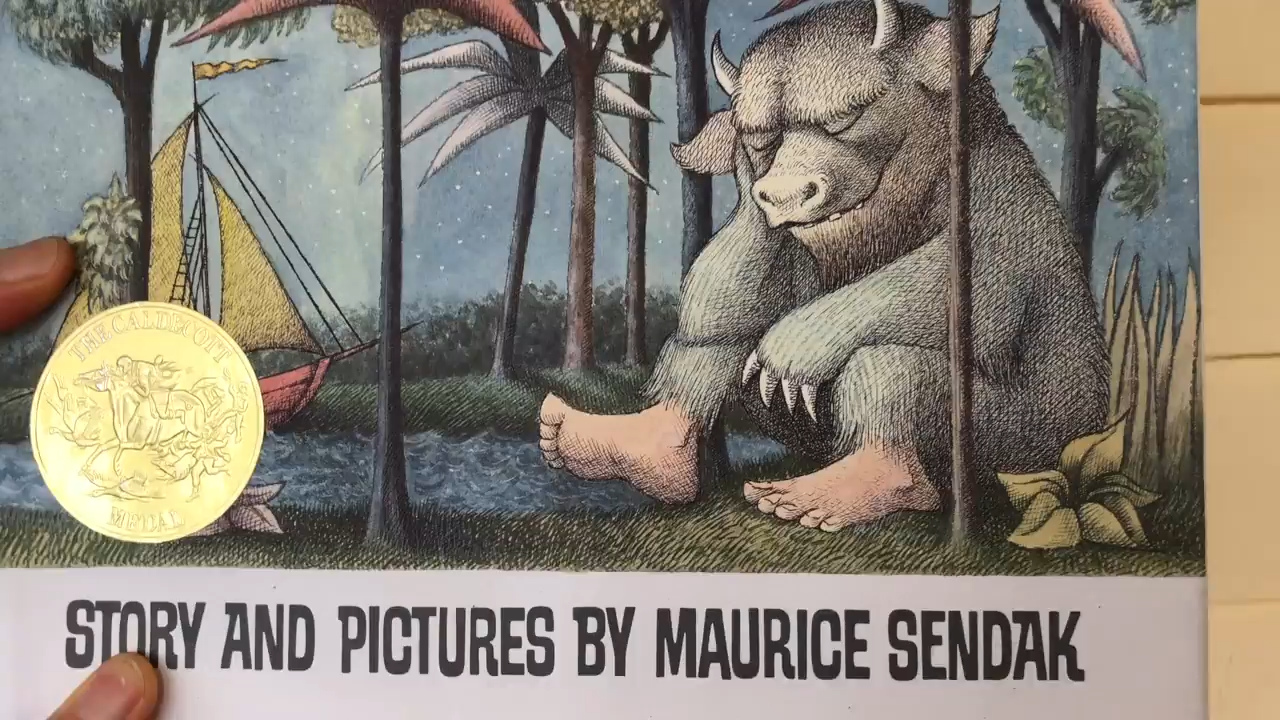 THE CALDECOTT
MEDAL
STORY AND PICTURES BY MAURICE SENDAK